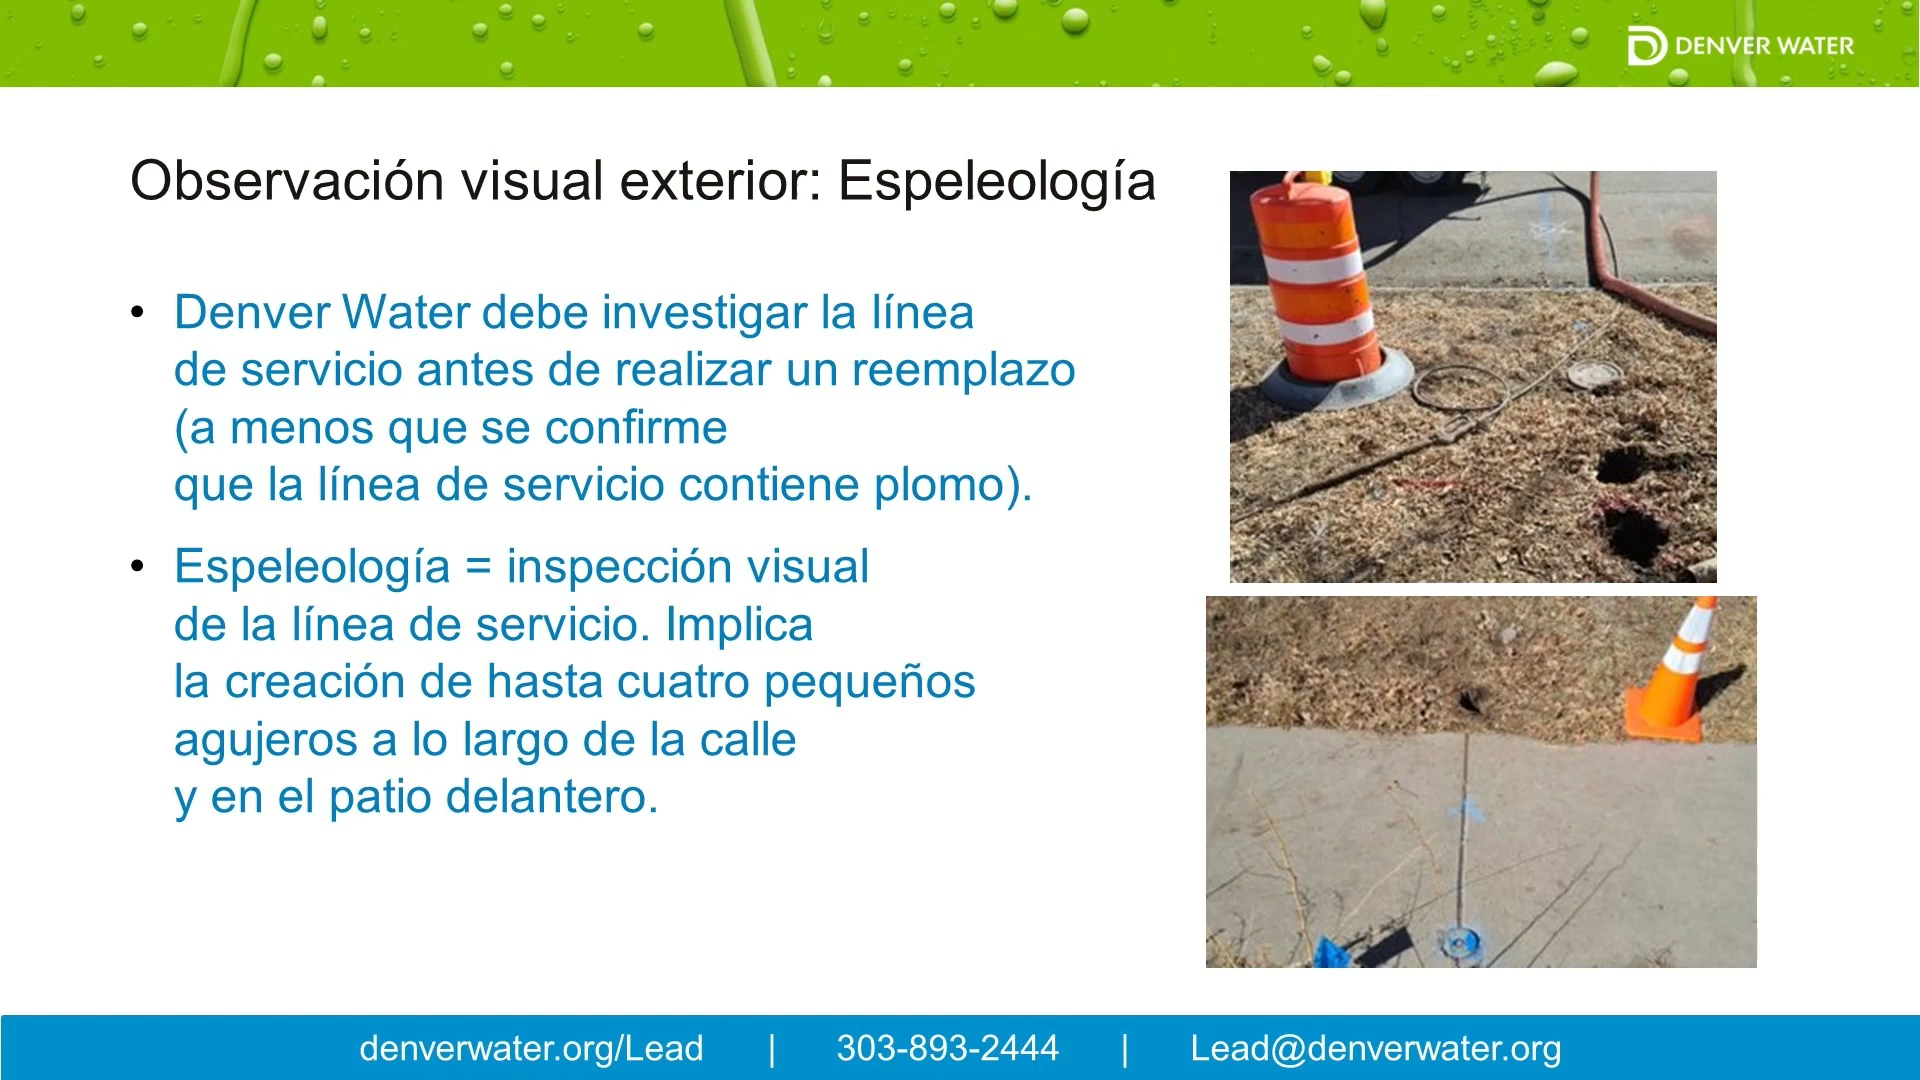 DENVER WATER
Observación visual exterior: Espeleología
• Denver Water debe investigar la línea
de servicio antes de realizar un reemplazo
(a menos que se confirme
que la línea de servicio contiene plomo).
• Espeleología = inspección visual
de la línea de servicio. Implica
la creación de hasta cuatro pequeños
agujeros a lo largo de la calle
y en el patio delantero.
denverwater.org/Lead | 303-893-2444 | Lead@denverwater.org